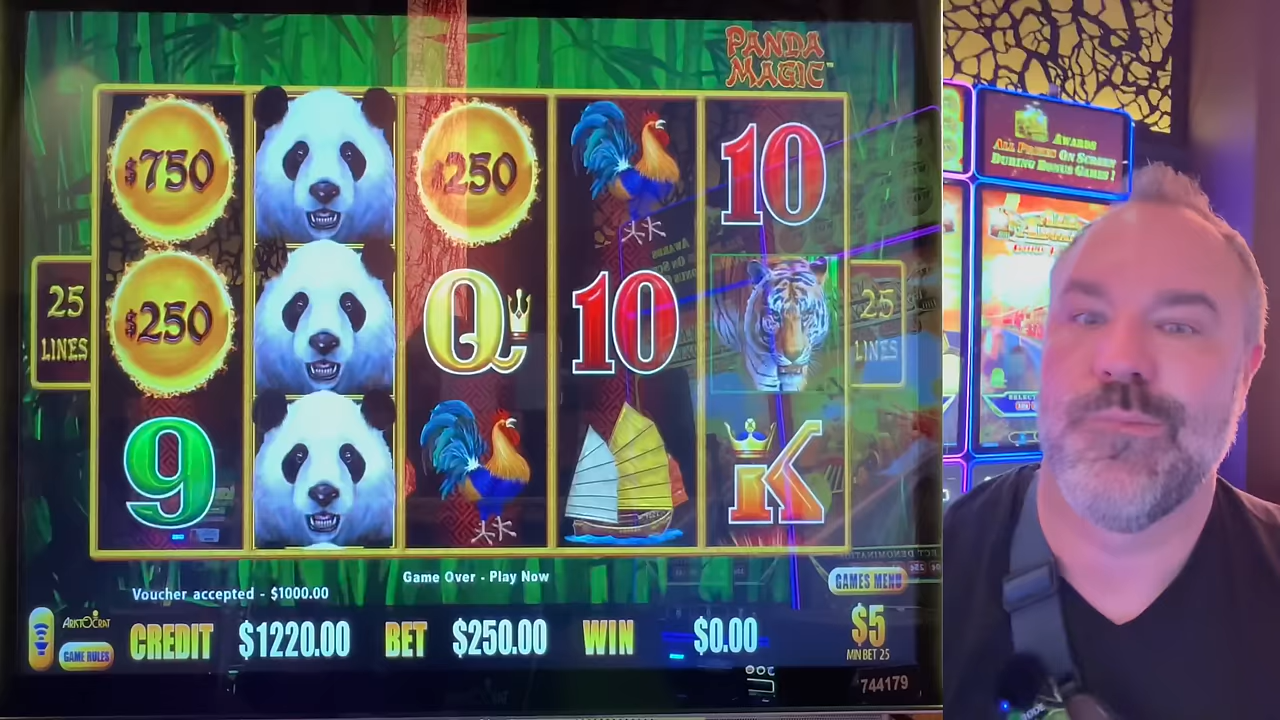 PANDA
MAGIC™
$750
$250
10
$250
Q
10
9
K
25
LINES
25
LINES
AWARDS
ALL PRIZES ON SCREEN
DURING BONUS GAMES!
Game Over - Play Now
Voucher accepted - $1000.00
GAMES MENU
ARISTOCRAT
GAME RULES
CREDIT $1220.00 BET $250.00 WIN $0.00
$5
MIN BET 25
744179